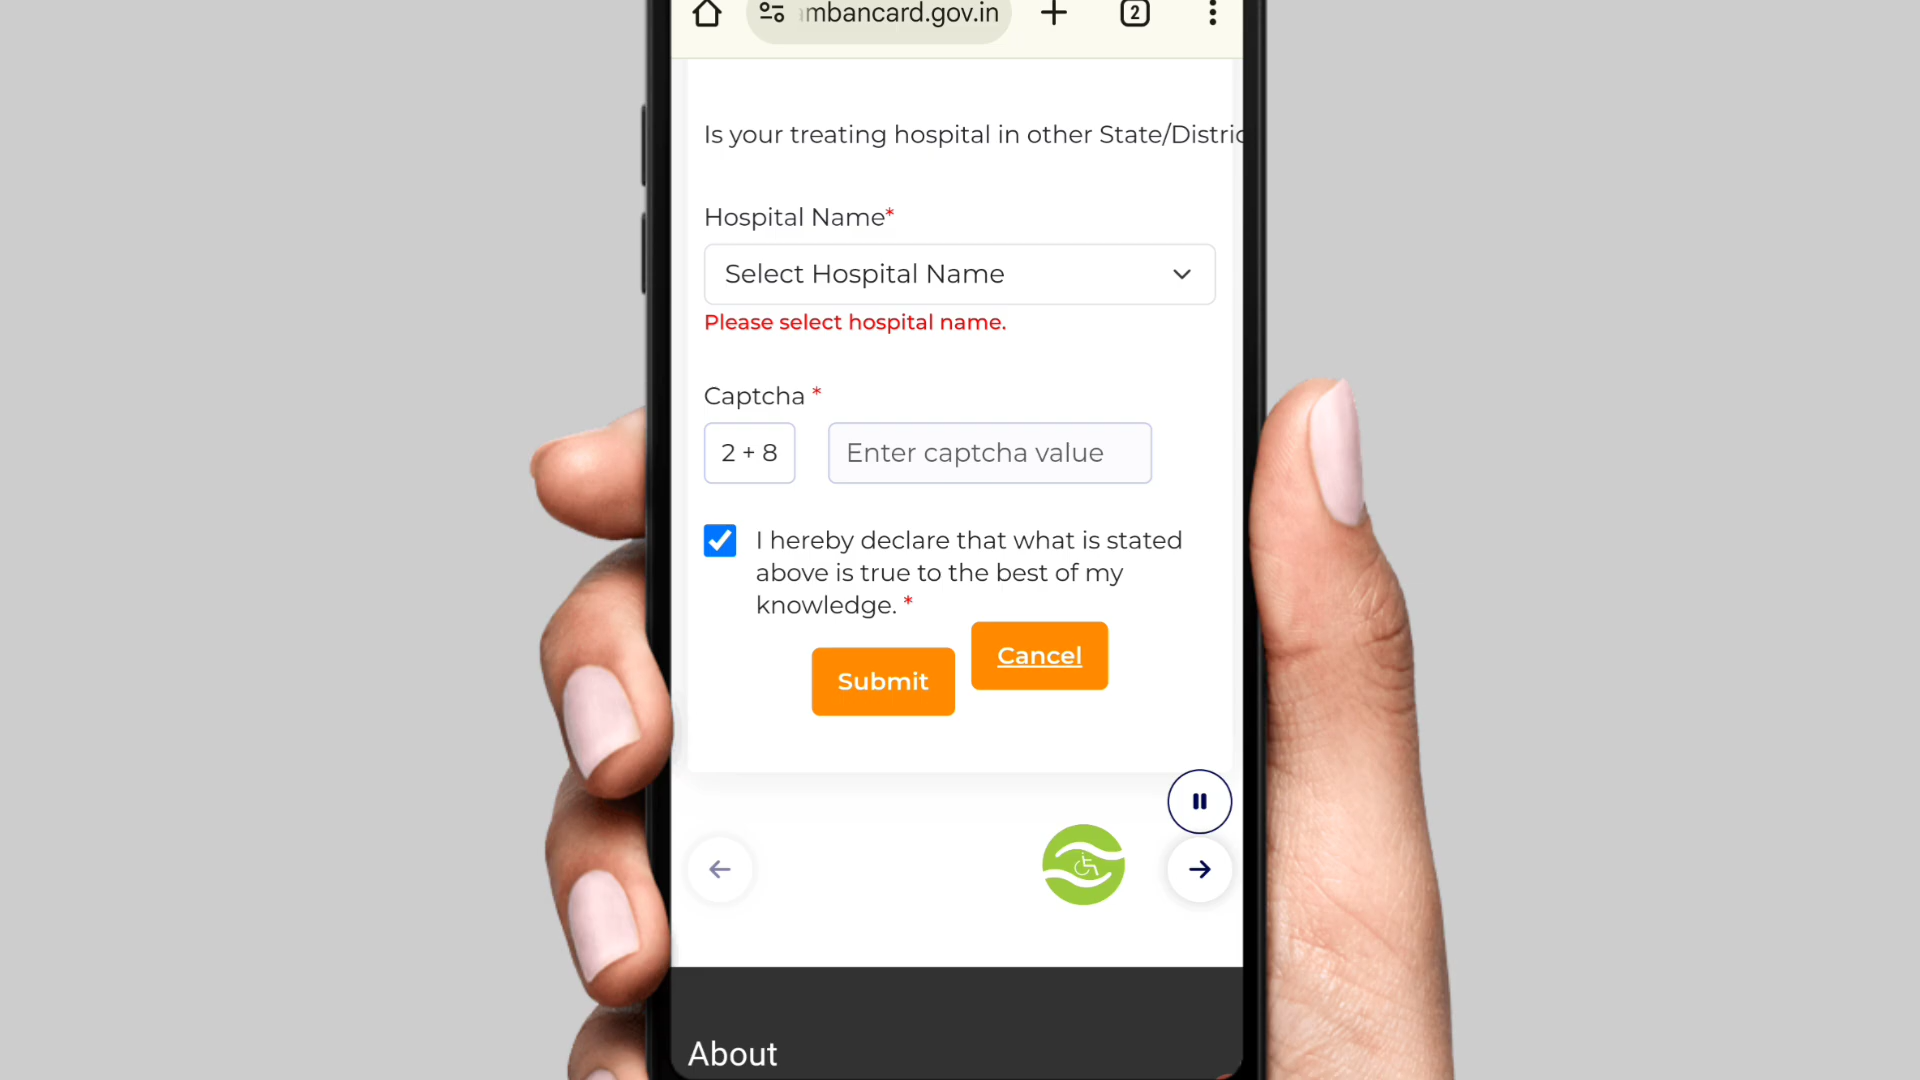 mbancard.gov.in
2
Is your treating hospital in other State/Distric
Hospital Name*
Select Hospital Name
Please select hospital name.
Captcha *
2 + 8
Enter captcha value
I hereby declare that what is stated
above is true to the best of my
knowledge. *
Cancel
Submit
About